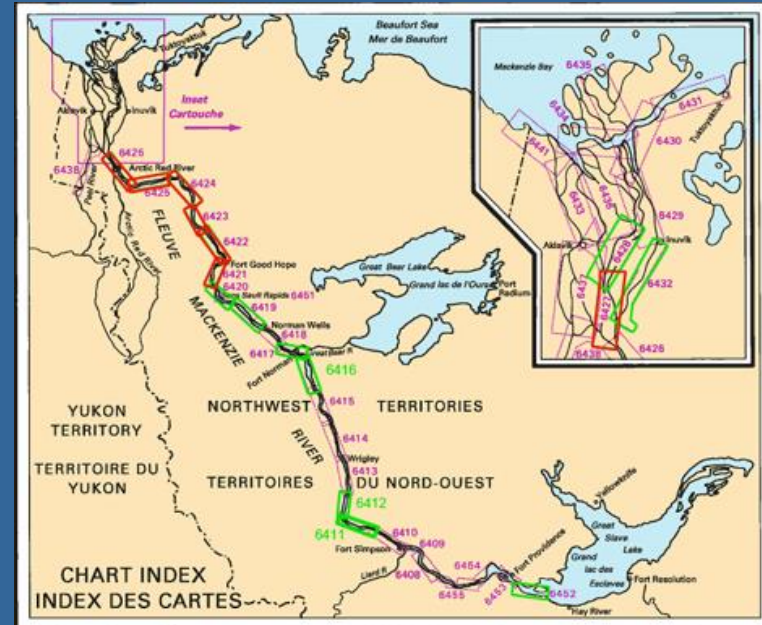 Beaufort Sea
Mer de Beaufort
Tuktoyaktuk
Aklavik
Inuvik
Inset
Cartouche
6438
Peel River
6426
Arctic Red River
6425
6424
Arctic Red River
FLEUVE
6423
6422
Fort Good Hope
6421
6420
Sans Sault Rapids 6451
6419
MACKENZIE
Norman Wells
6418
6417
Great Bear R
Fort Norman
6416
Great Bear Lake
Grand lac de l'Ours
Port
Radium
NORTHWEST TERRITORIES
6415
RIVER
6414
Wrigley
6413
YUKON
TERRITORY
TERRITOIRE DU
YUKON
TERRITOIRES DU NORD-OUEST
6412
6411
6410
6409
Fort Simpson
6408
Liard R
6454
6455
6453
Fort Providence
6452
Yellowknife
Great
Slave
Lake
Grand
lac des
Esclaves
Fort Resolution
Hay River
CHART INDEX
INDEX DES CARTES
Mackenzie Bay
6435
6434
6431
Tuktoyaktuk
6441
6430
6433
6436
6429
Aklavik
Inuvik
6428
6432
6437
6427
6438
6426